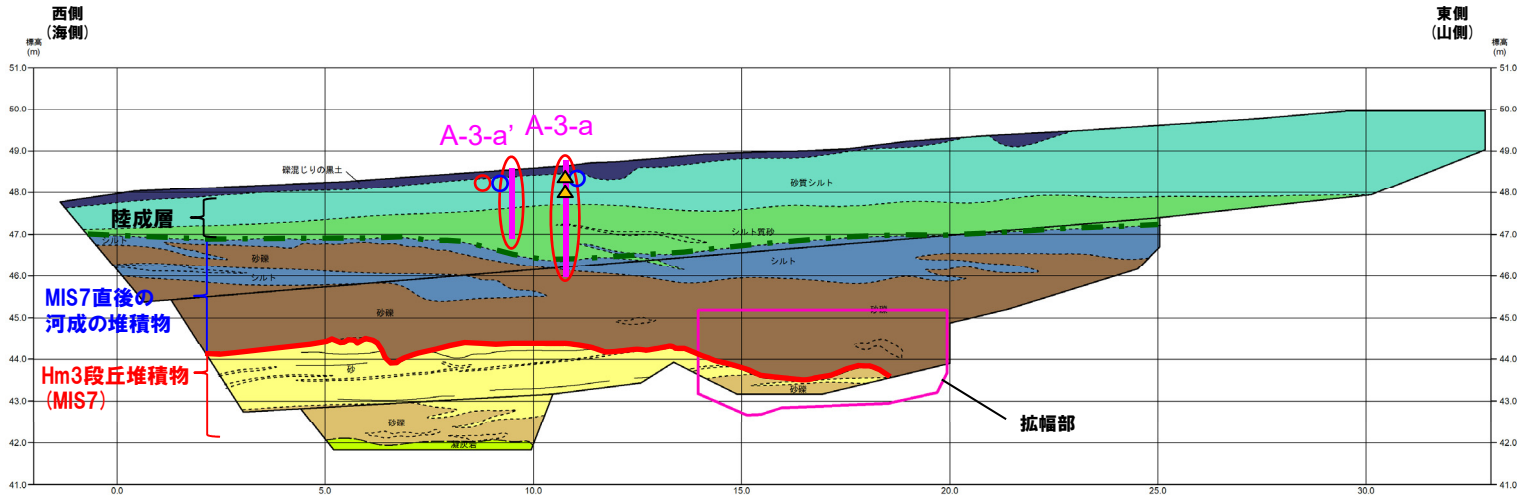 西側
(海側)
東側
(山側)
標高
(m)
標高
(m)
51.0
51.0
60.0
60.0
A-3-a’
A-3-a
49.0
49.0
礫混じりの黒土
砂質シルト
48.0
48.0
陸成層
シルト質砂
47.0
47.0
シルト
砂礫
シルト
シルト
46.0
46.0
MIS7直後の
河成の堆積物
砂礫
砂礫
45.0
45.0
44.0
44.0
Hm3段丘堆積物
(MIS7)
砂
砂礫
43.0
43.0
砂礫
拡幅部
42.0
42.0
凝灰岩
41.0
41.0
0.0
5.0
10.0
15.0
20.0
25.0
30.0